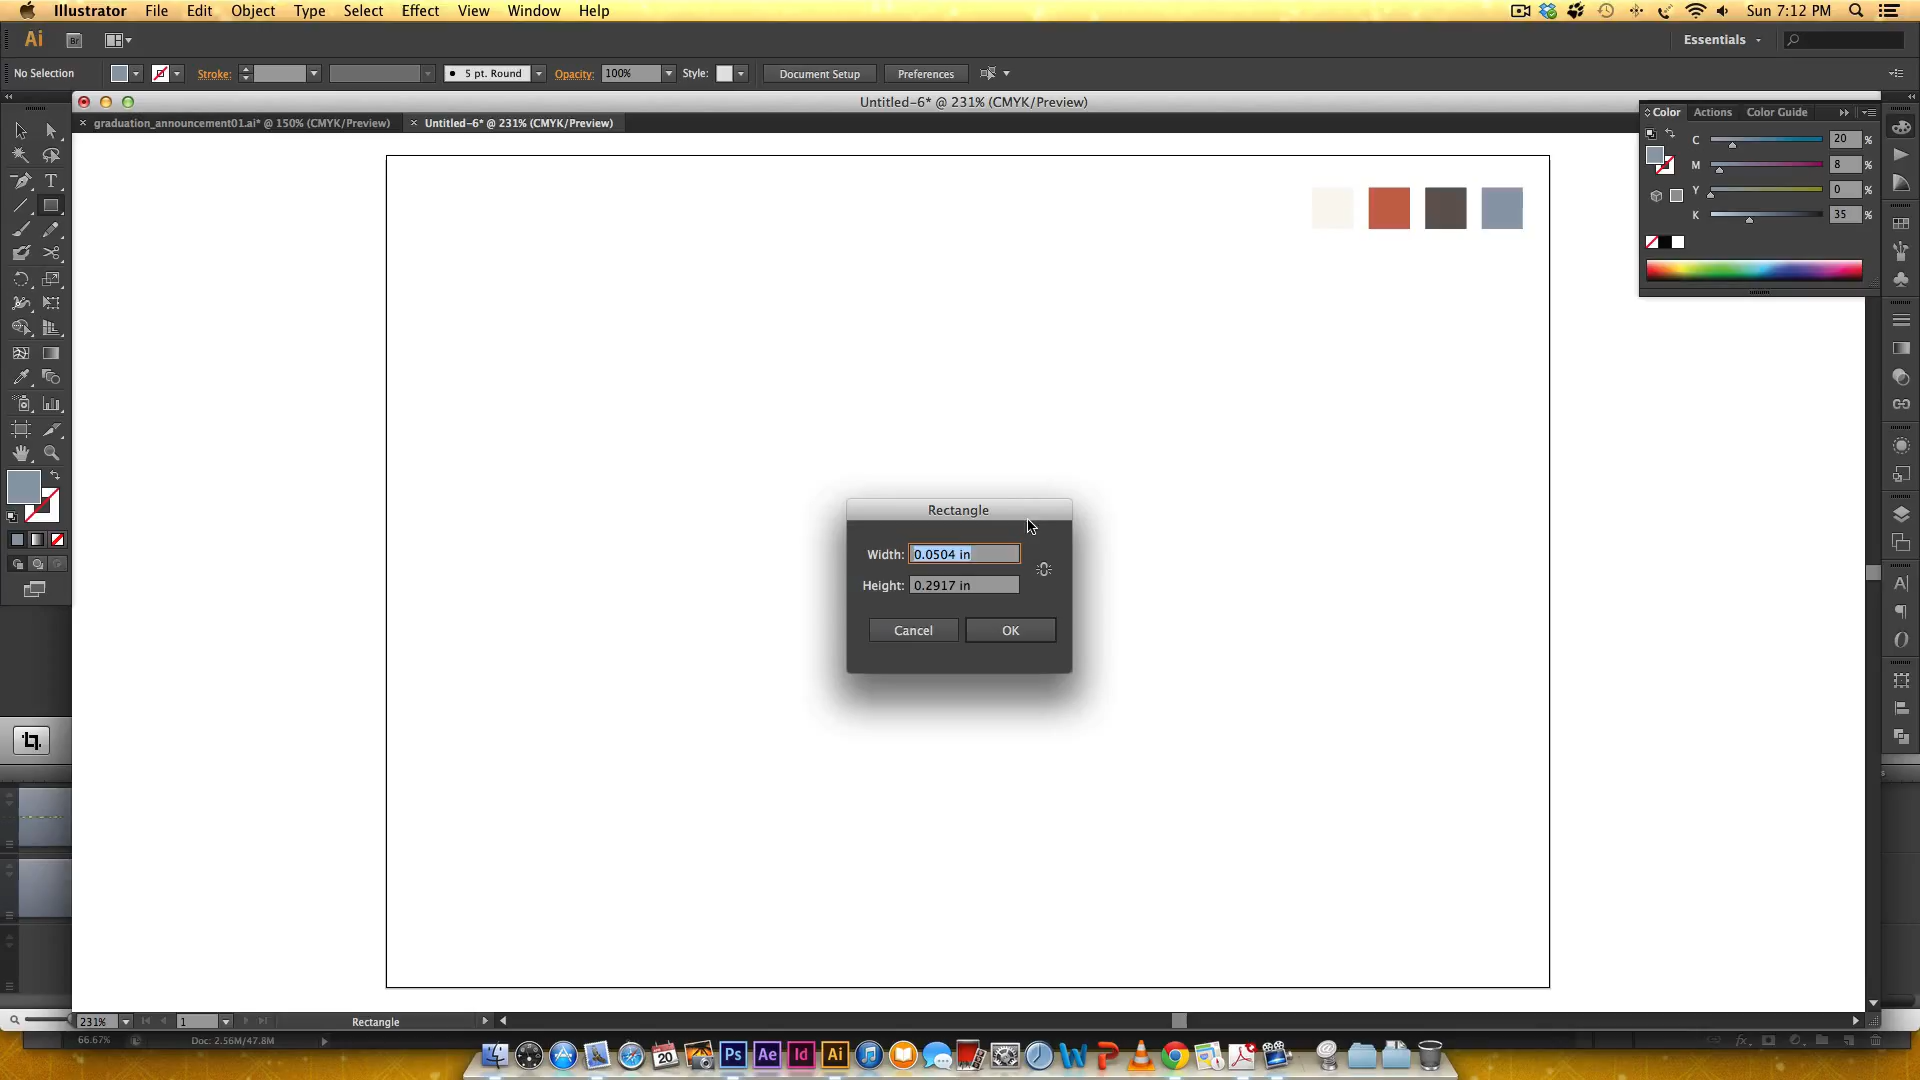 Illustrator File Edit Object Type Select Effect View Window Help Sun 7:12 PM
Ai Br Essentials
No Selection Stroke: 5 pt. Round Opacity: 100% Style: Document Setup Preferences
Untitled-6* @ 231% (CMYK/Preview)
× graduation_announcement01.ai* @ 150% (CMYK/Preview) × Untitled-6* @ 231% (CMYK/Preview)
Color Actions Color Guide
C 20 %
M 8 %
Y 0 %
K 35 %
T
Rectangle
Width: 0.0504 in
Height: 0.2917 in
Cancel OK
231% 1 Rectangle
66.67% Doc: 2.56M/47.8M
20 Ps Ae Id Ai W P